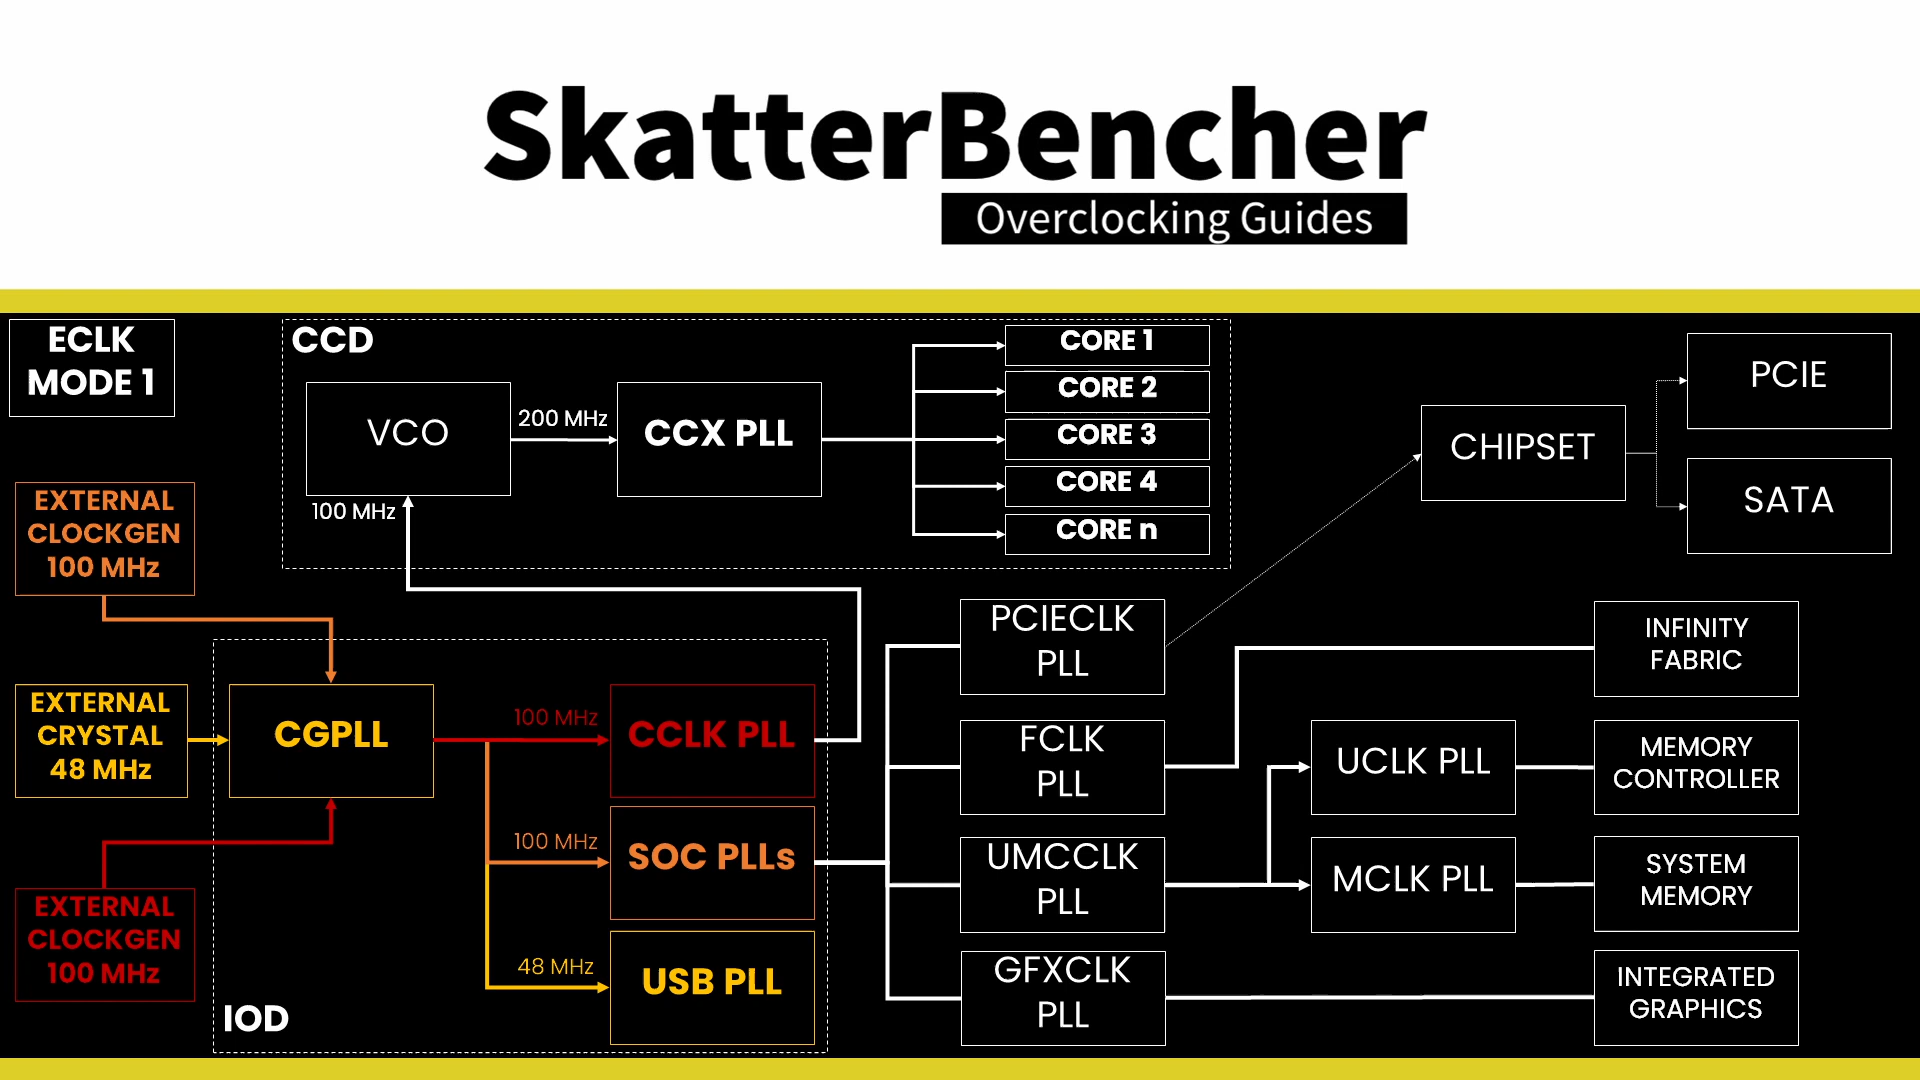 SkatterBencher
Overclocking Guides
ECLK
MODE 1
CCD
VCO
200 MHz
CCX PLL
100 MHz
CORE 1
CORE 2
CORE 3
CORE 4
CORE n
CHIPSET
PCIE
SATA
EXTERNAL
CLOCKGEN
100 MHz
EXTERNAL
CRYSTAL
48 MHz
EXTERNAL
CLOCKGEN
100 MHz
CGPLL
IOD
100 MHz
CCLK PLL
100 MHz
SOC PLLs
48 MHz
USB PLL
PCIECLK
PLL
FCLK
PLL
UMCCLK
PLL
GFXCLK
PLL
UCLK PLL
MCLK PLL
INFINITY
FABRIC
MEMORY
CONTROLLER
SYSTEM
MEMORY
INTEGRATED
GRAPHICS